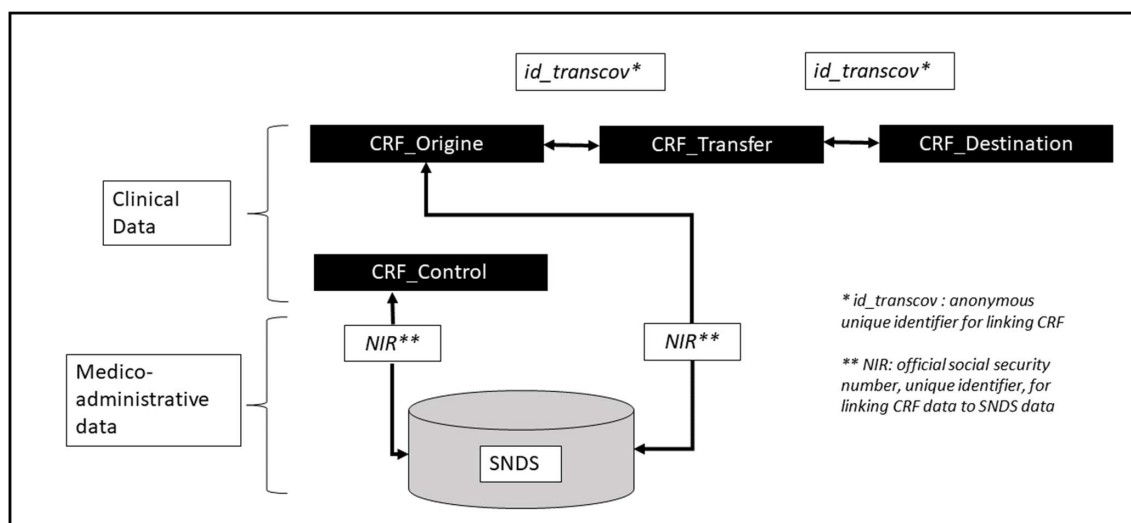 id_transcov*
id_transcov*
CRF_Origine
CRF_Transfer
CRF_Destination
Clinical
Data
CRF_Control
* id_transcov : anonymous
unique identifier for linking CRF
NIR**
NIR**
** NIR: official social security
number, unique identifier, for
linking CRF data to SNDS data
Medico-
administrative
data
SNDS